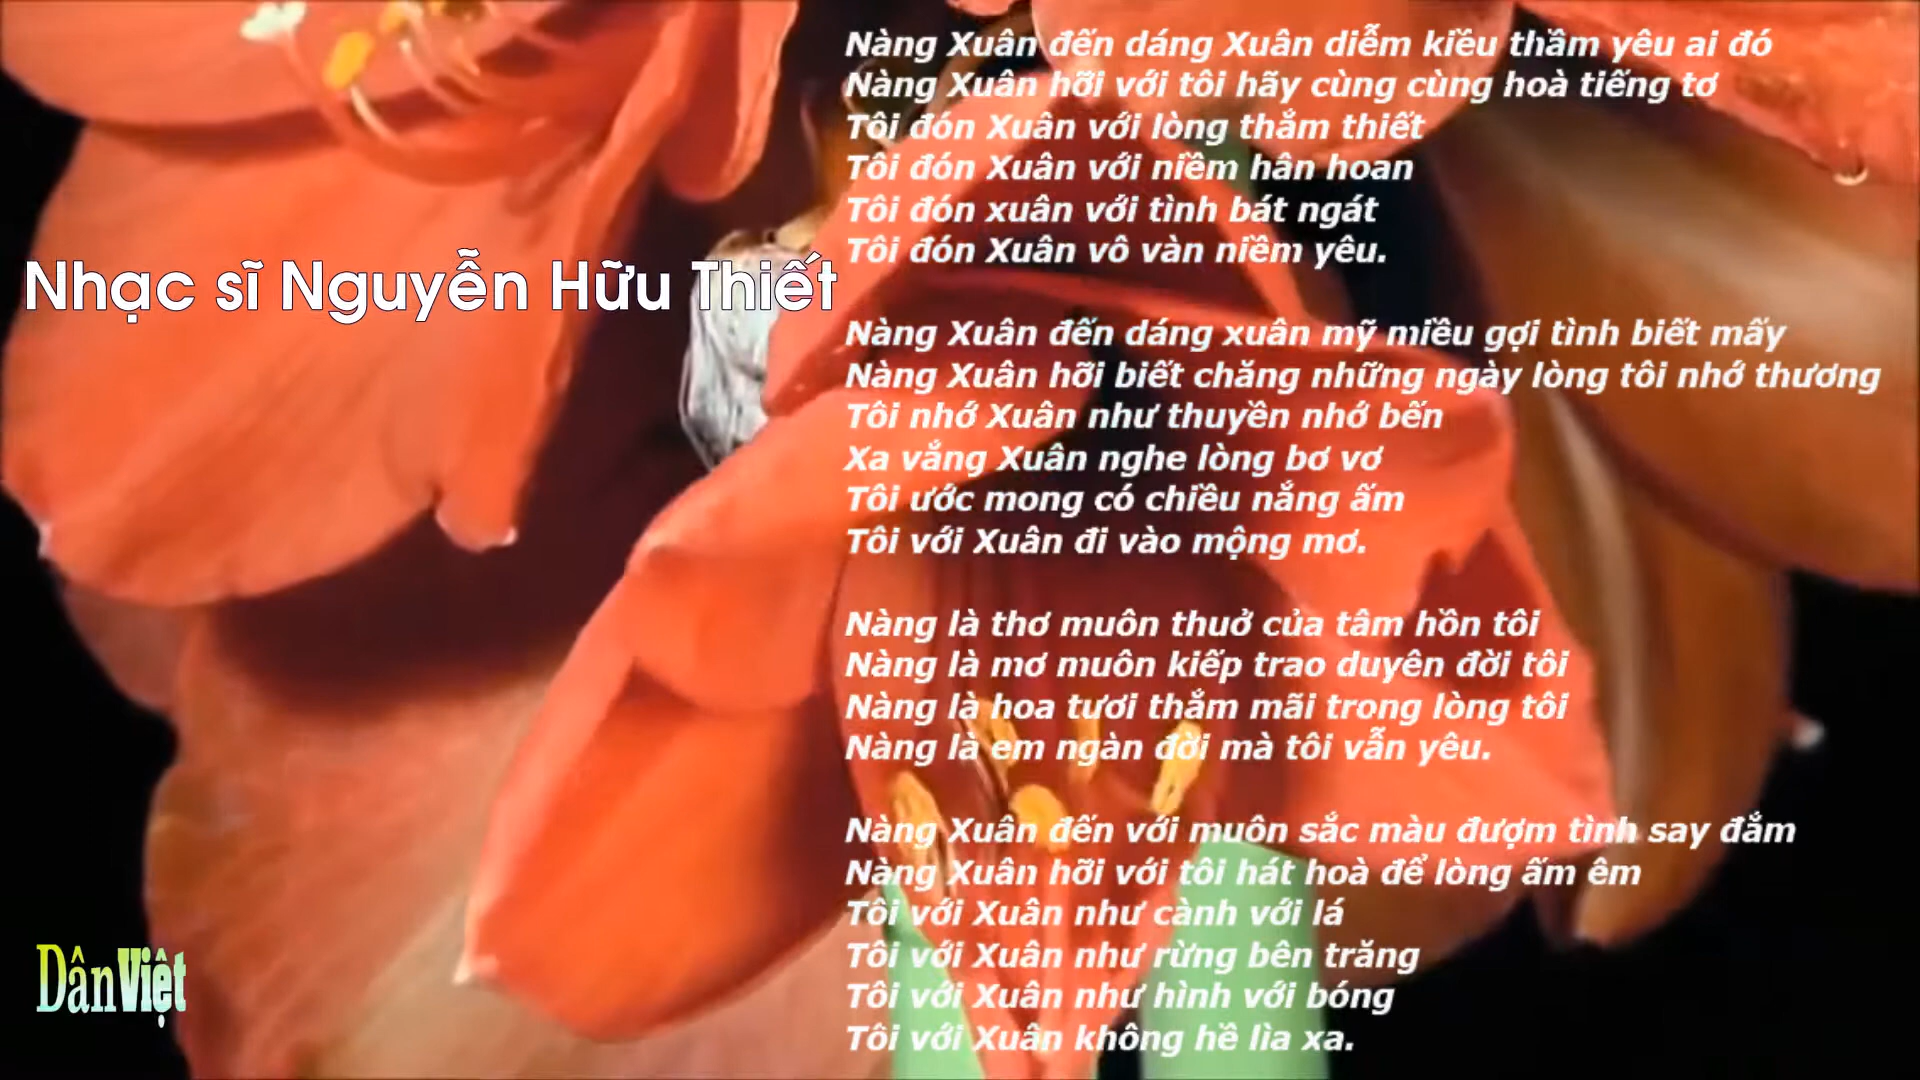 Nhạc sĩ Nguyễn Hữu Thiết
Nàng Xuân đến dáng Xuân diễm kiều thầm yêu ai đó
Nàng Xuân hỡi với tôi hãy cùng cùng hoà tiếng tơ
Tôi đón Xuân với lòng thắm thiết
Tôi đón Xuân với niềm hân hoan
Tôi đón xuân với tình bát ngát
Tôi đón Xuân vô vàn niềm yêu.
Nàng Xuân đến dáng xuân mỹ miều gợi tình biết mấy
Nàng Xuân hỡi biết chăng những ngày lòng tôi nhớ thương
Tôi nhớ Xuân như thuyền nhớ bến
Xa vắng Xuân nghe lòng bơ vơ
Tôi ước mong có chiều nắng ấm
Tôi với Xuân đi vào mộng mơ.
Nàng là thơ muôn thuở của tâm hồn tôi
Nàng là mơ muôn kiếp trao duyên đời tôi
Nàng là hoa tươi thắm mãi trong lòng tôi
Nàng là em ngàn đời mà tôi vẫn yêu.
Nàng Xuân đến với muôn sắc màu đượm tình say đắm
Nàng Xuân hỡi với tôi hát hoà để lòng ấm êm
Tôi với Xuân như cành với lá
Tôi với Xuân như rừng bên trăng
Tôi với Xuân như hình với bóng
Tôi với Xuân không hề lìa xa.
DânViệt